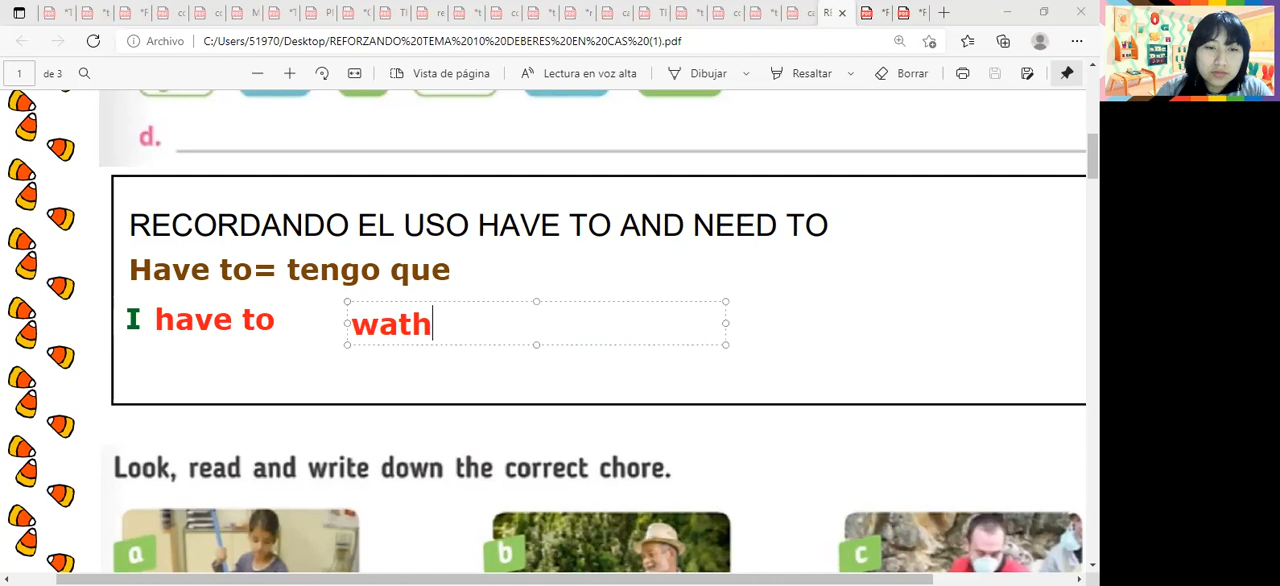 Archivo C:/Users/51970/Desktop/REFORZANDO%20TEMA%2010%20DEBERES%20EN%20CAS%20(1).pdf
1 de 3 Vista de página Lectura en voz alta Dibujar Resaltar Borrar
d.
RECORDANDO EL USO HAVE TO AND NEED TO
Have to= tengo que
I have to wath
Look, read and write down the correct chore.
a b c